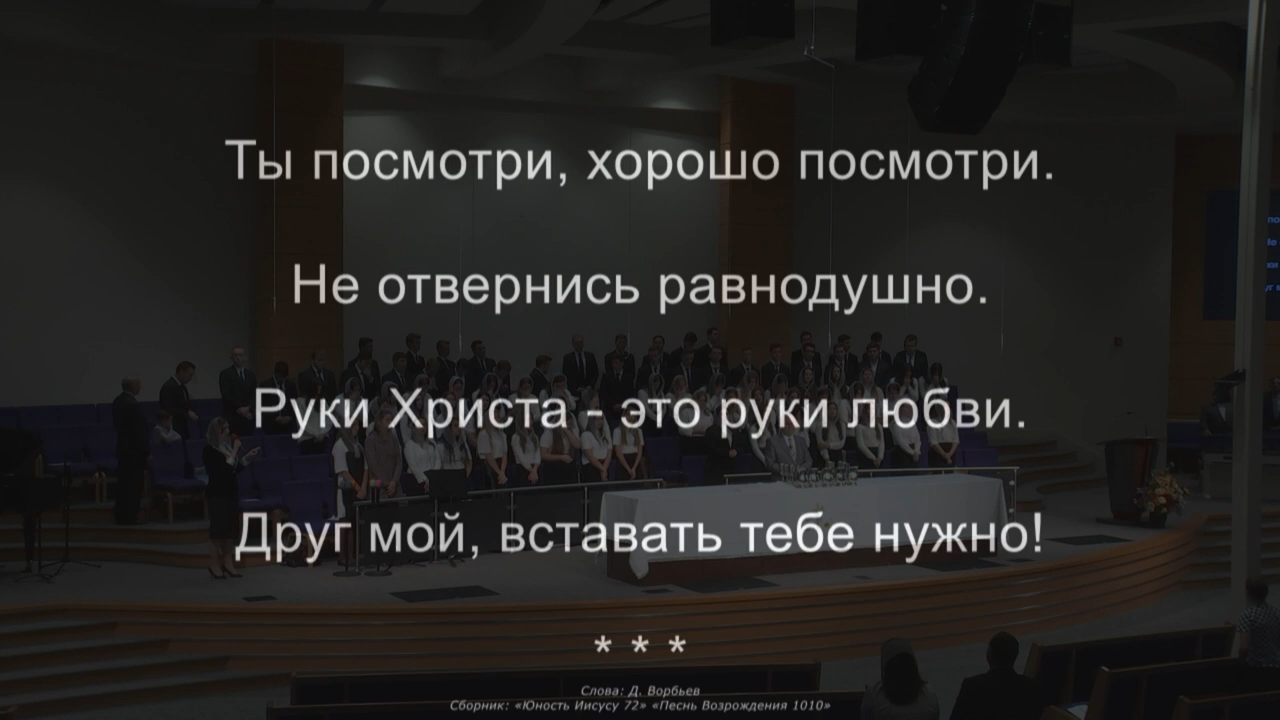 Ты посмотри, хорошо посмотри.
Не отвернись равнодушно.
Руки Христа - это руки любви.
Друг мой, вставать тебе нужно!
* * *
Слова: Д. Ворбьев
Сборник: «Юность Иисусу 72» «Песнь Возрождения 1010»